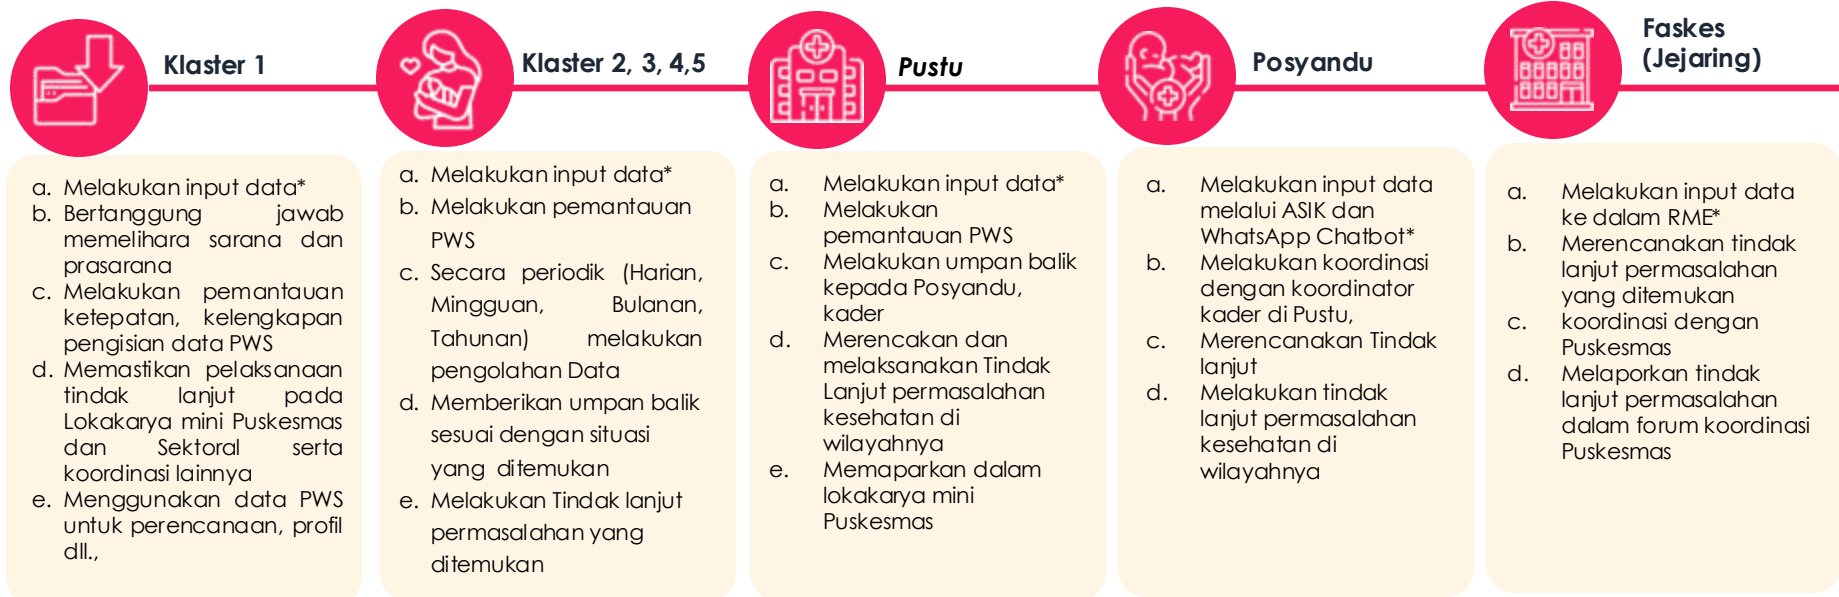 Klaster 1
a. Melakukan input data*
b. Bertanggung jawab
memelihara sarana dan
prasarana
c. Melakukan pemantauan
ketepatan, kelengkapan
pengisian data PWS
d. Memastikan pelaksanaan
tindak lanjut pada
Lokakarya mini Puskesmas
dan Sektoral serta
koordinasi lainnya
e. Menggunakan data PWS
untuk perencanaan, profil
dll.,
Klaster 2, 3, 4,5
a. Melakukan input data*
b. Melakukan pemantauan
PWS
c. Secara periodik (Harian,
Mingguan, Bulanan,
Tahunan) melakukan
pengolahan Data
d. Memberikan umpan balik
sesuai dengan situasi
yang ditemukan
e. Melakukan Tindak lanjut
permasalahan yang
ditemukan
Pustu
a. Melakukan input data*
b. Melakukan
pemantauan PWS
c. Melakukan umpan balik
kepada Posyandu,
kader
d. Merencakan dan
melaksanakan Tindak
Lanjut permasalahan
kesehatan di
wilayahnya
e. Memaparkan dalam
lokakarya mini
Puskesmas
Posyandu
a. Melakukan input data
melalui ASIK dan
WhatsApp Chatbot*
b. Melakukan koordinasi
dengan koordinator
kader di Pustu,
c. Merencanakan Tindak
lanjut
d. Melakukan tindak
lanjut permasalahan
kesehatan di
wilayahnya
Faskes
(Jejaring)
a. Melakukan input data
ke dalam RME*
b. Merencanakan tindak
lanjut permasalahan
yang ditemukan
c. koordinasi dengan
Puskesmas
d. Melaporkan tindak
lanjut permasalahan
dalam forum koordinasi
Puskesmas